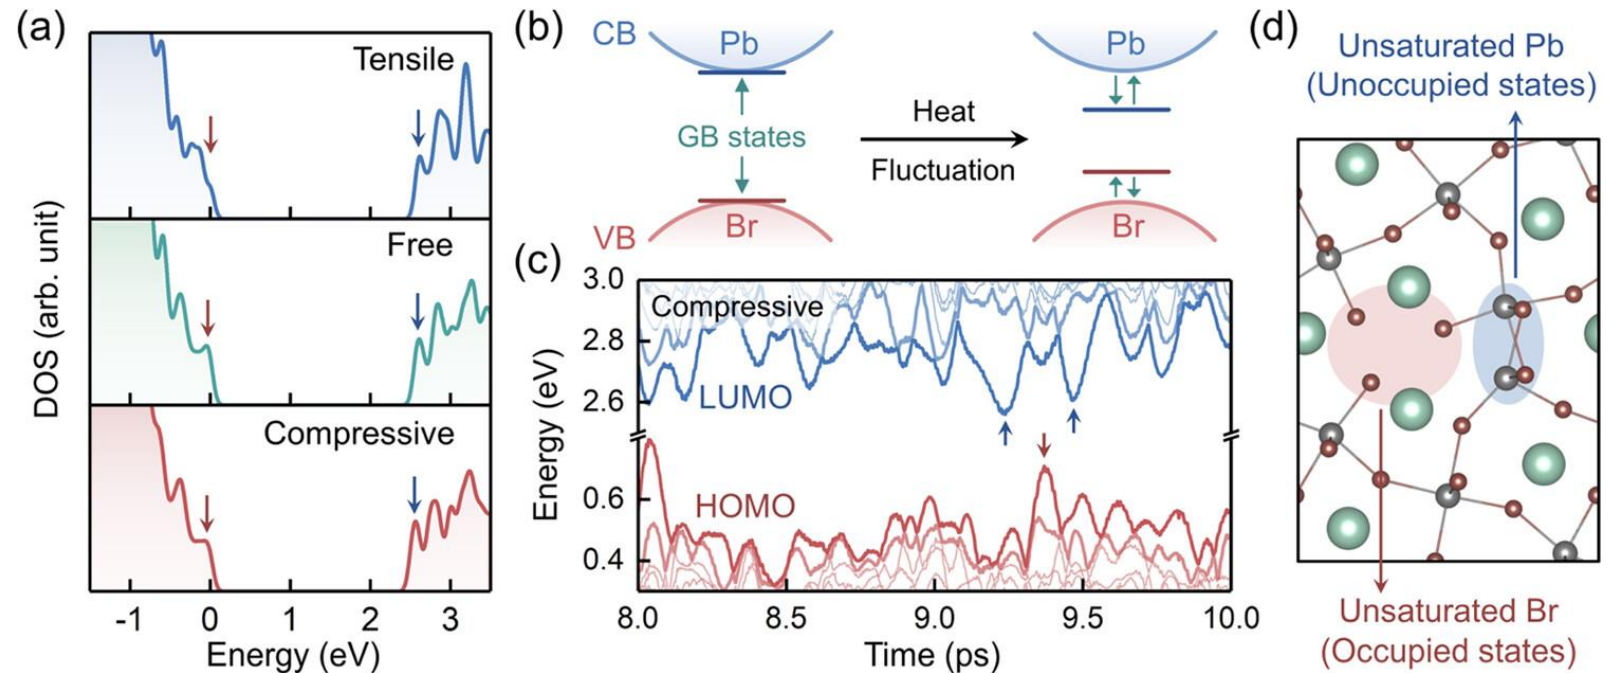 (a)
Tensile
Free
Compressive
DOS (arb. unit)
-1 0 1 2 3
Energy (eV)
(b)
CB
Pb
GB states
Br
VB
Heat
Fluctuation
Pb
Br
(c)
Compressive
LUMO
HOMO
3.0
2.8
2.6
0.6
0.4
Energy (eV)
8.0 8.5 9.0 9.5 10.0
Time (ps)
(d)
Unsaturated Pb
(Unoccupied states)
Unsaturated Br
(Occupied states)